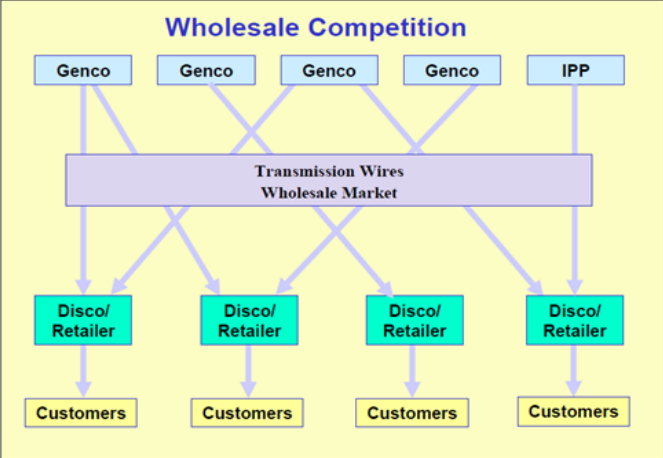 Wholesale Competition
Genco
Genco
Genco
Genco
IPP
Transmission Wires
Wholesale Market
Disco/
Retailer
Disco/
Retailer
Disco/
Retailer
Disco/
Retailer
Customers
Customers
Customers
Customers